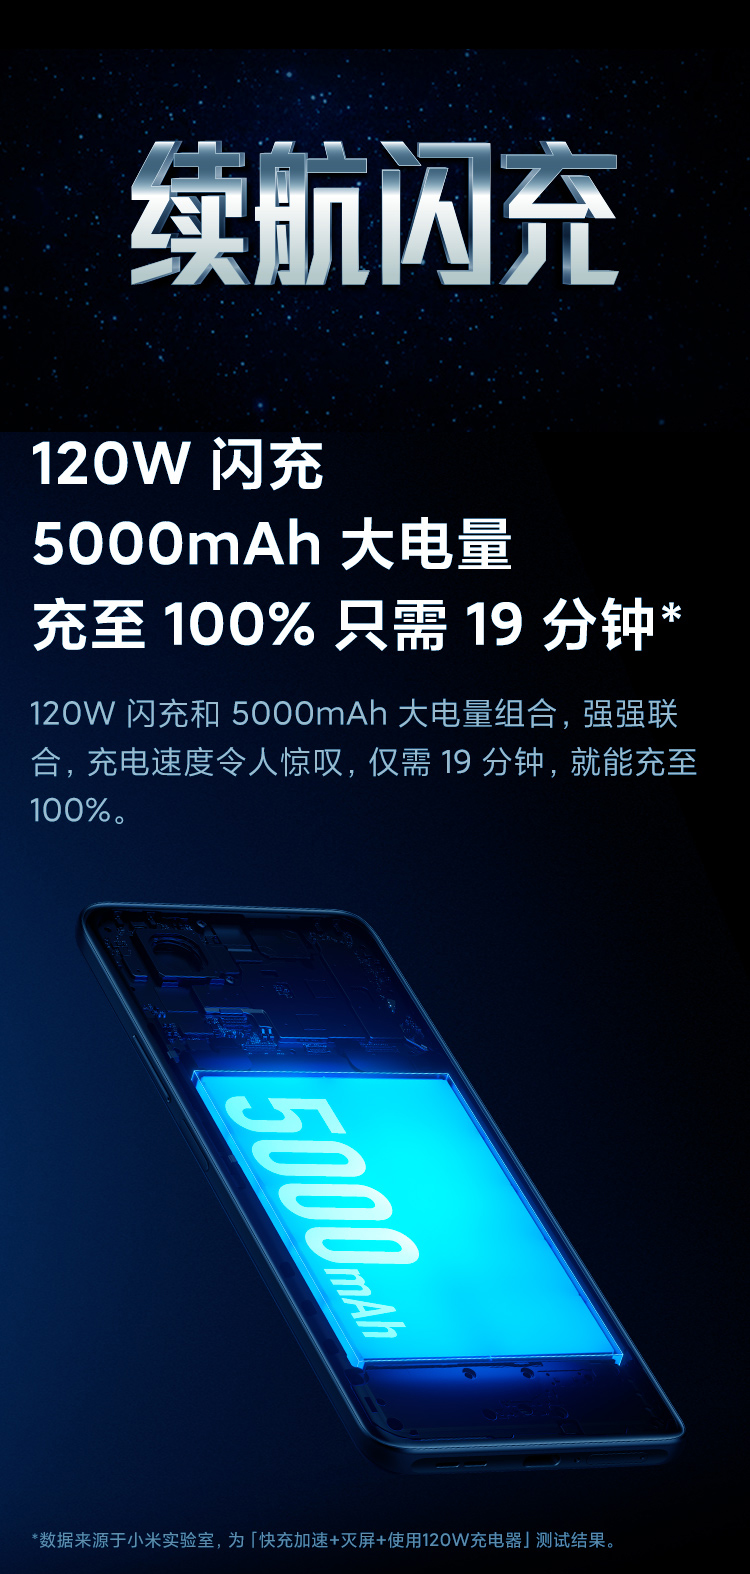 续航闪充
120W 闪充
5000mAh 大电量
充至 100% 只需 19 分钟*
120W 闪充和 5000mAh 大电量组合，强强联
合，充电速度令人惊叹，仅需 19 分钟，就能充至
100%。
5000mAh
*数据来源于小米实验室，为「快充加速+灭屏+使用120W充电器」测试结果。